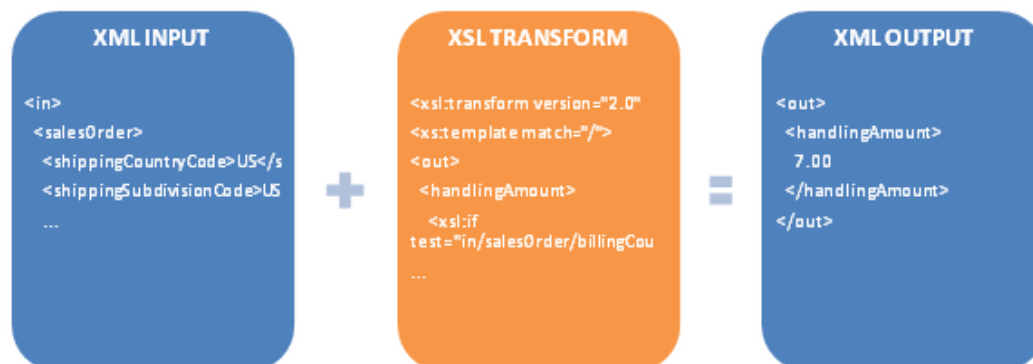 XML INPUT
<in>
<salesOrder>
<shippingCountryCode>US</s
<shippingSubdivisionCode>US
...
XSL TRANSFORM
<xsl:transform version="2.0"
<xs:template match="/">
<out>
<handlingAmount>
<xsl:if
test="in/salesOrder/billingCou
...
XML OUTPUT
<out>
<handlingAmount>
7.00
</handlingAmount>
</out>